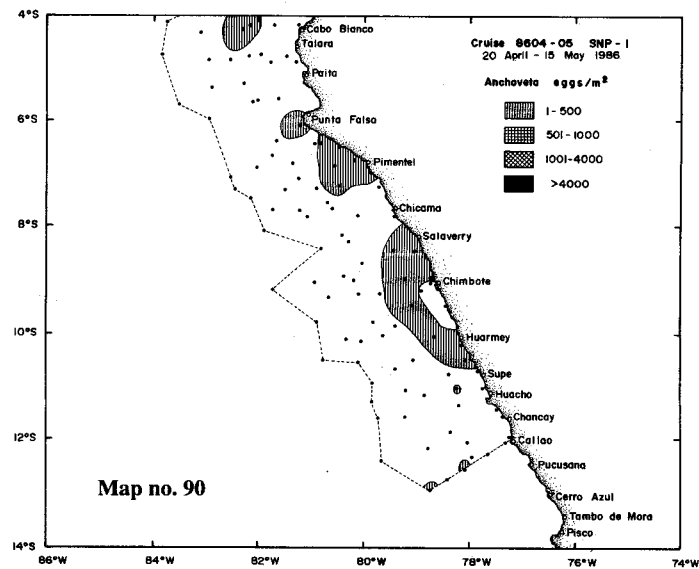 4°S
Cabo Blanco
Talara
Cruise 8604-05 SNP-1
20 April - 15 May 1986
Paita
Anchoveta eggs/m²
1-500
6°S
Punta Falsa
501-1000
1001-4000
Pimentel
>4000
Chicama
8°S
Salaverry
Chimbote
10°S
Huarmey
Supe
Huacho
Chancay
12°S
Callao
Pucusana
Map no. 90
Cerro Azul
Tambo de Mora
Pisco
14°S
86°W 84°W 82°W 80°W 78°W 76°W 74°W